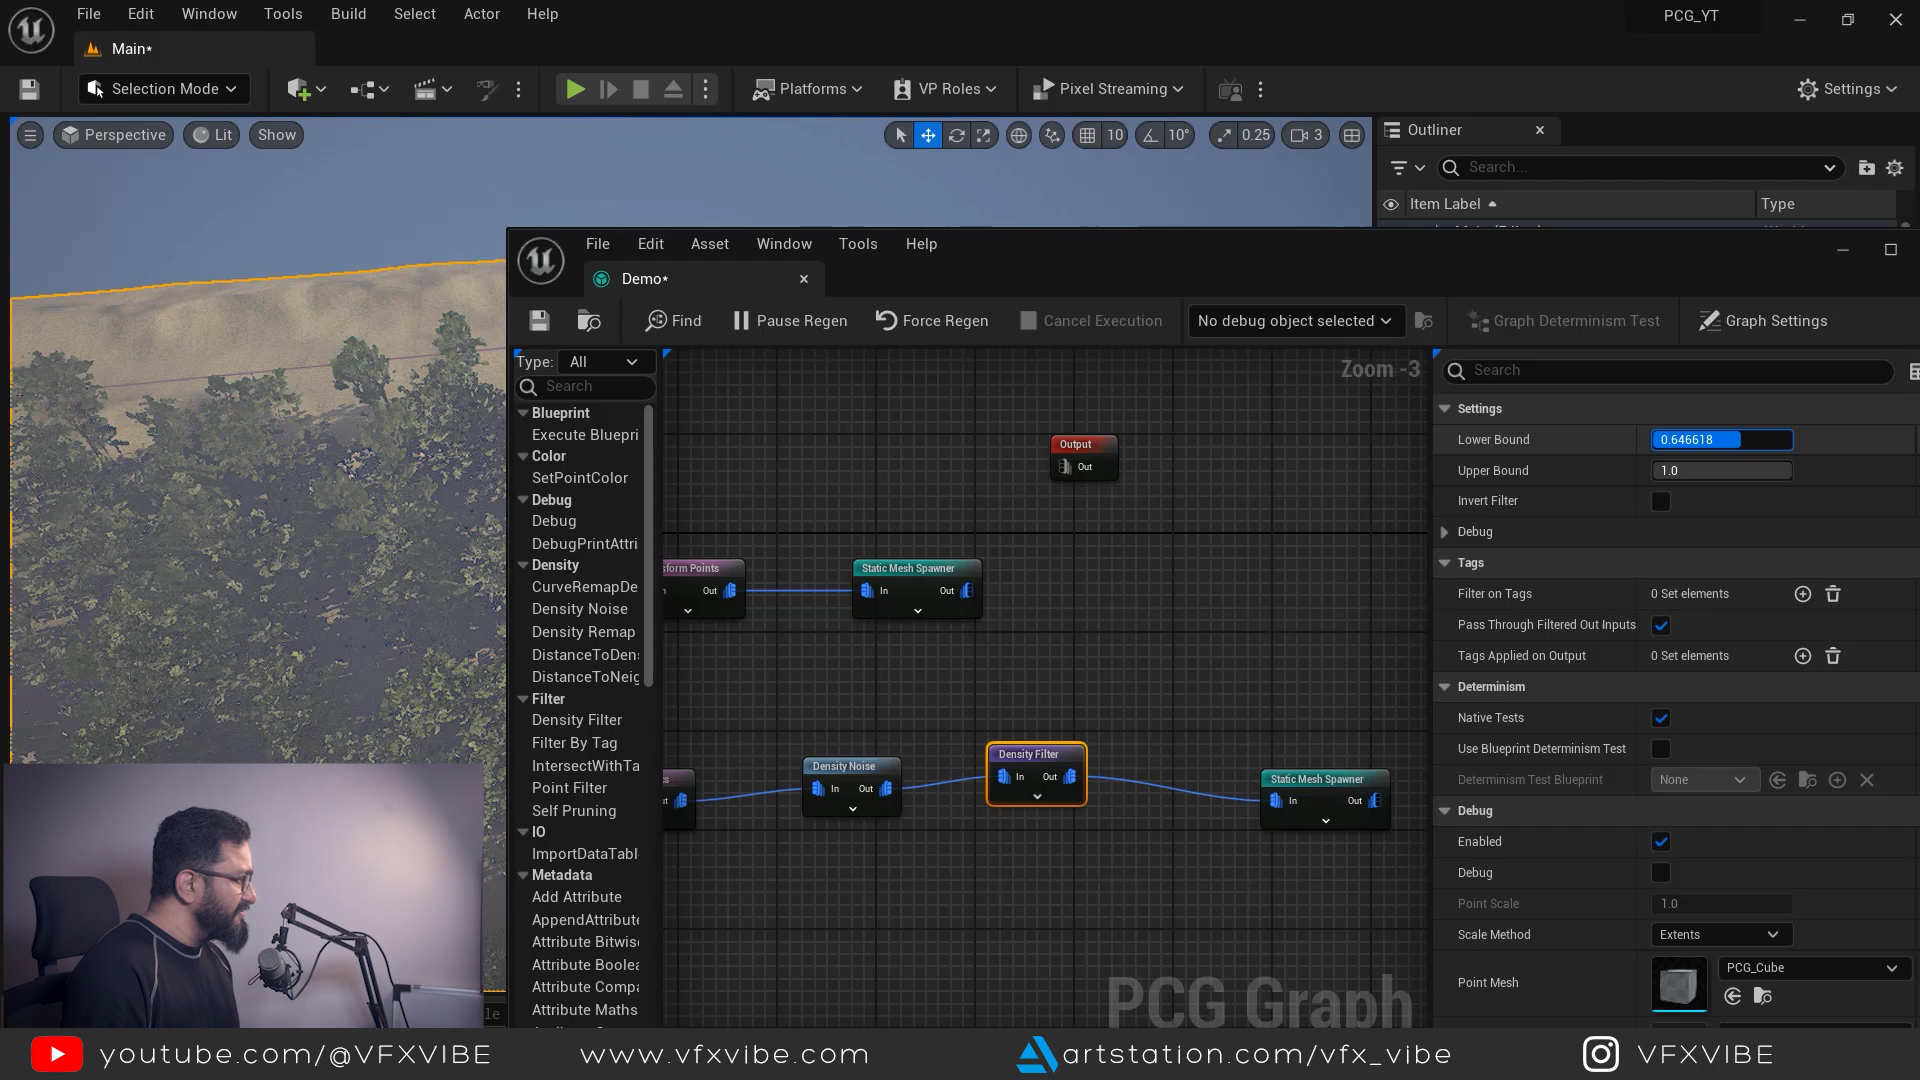 File Edit Window Tools Build Select Actor Help
PCG_YT
Main*
Selection Mode
Platforms
VP Roles
Pixel Streaming
Settings
Perspective
Lit
Show
10
10°
0.25
3
Outliner
Search...
Item Label
Type
File Edit Asset Window Tools Help
Demo*
Find
Pause Regen
Force Regen
Cancel Execution
No debug object selected
Graph Determinism Test
Graph Settings
Type: All
Search
Blueprint
Execute Bluepri
Color
SetPointColor
Debug
Debug
DebugPrintAttri
Density
CurveRemapDe
Density Noise
Density Remap
DistanceToDen
DistanceToNeig
Filter
Density Filter
Filter By Tag
IntersectWithTa
Point Filter
Self Pruning
IO
ImportDataTabl
Metadata
Add Attribute
AppendAttribute
Attribute Bitwis
Attribute Boolea
Attribute Compa
Attribute Maths
Zoom -3
Output
Out
sform Points
Out
Static Mesh Spawner
In Out
Density Noise
In Out
Density Filter
In Out
Static Mesh Spawner
In Out
PCG Graph
Search
Settings
Lower Bound 0.646618
Upper Bound 1.0
Invert Filter
Debug
Tags
Filter on Tags 0 Set elements
Pass Through Filtered Out Inputs
Tags Applied on Output 0 Set elements
Determinism
Native Tests
Use Blueprint Determinism Test
Determinism Test Blueprint None
Debug
Enabled
Debug
Point Scale 1.0
Scale Method Extents
Point Mesh PCG_Cube
youtube.com/@VFXVIBE
www.vfxvibe.com
artstation.com/vfx_vibe
VFXVIBE